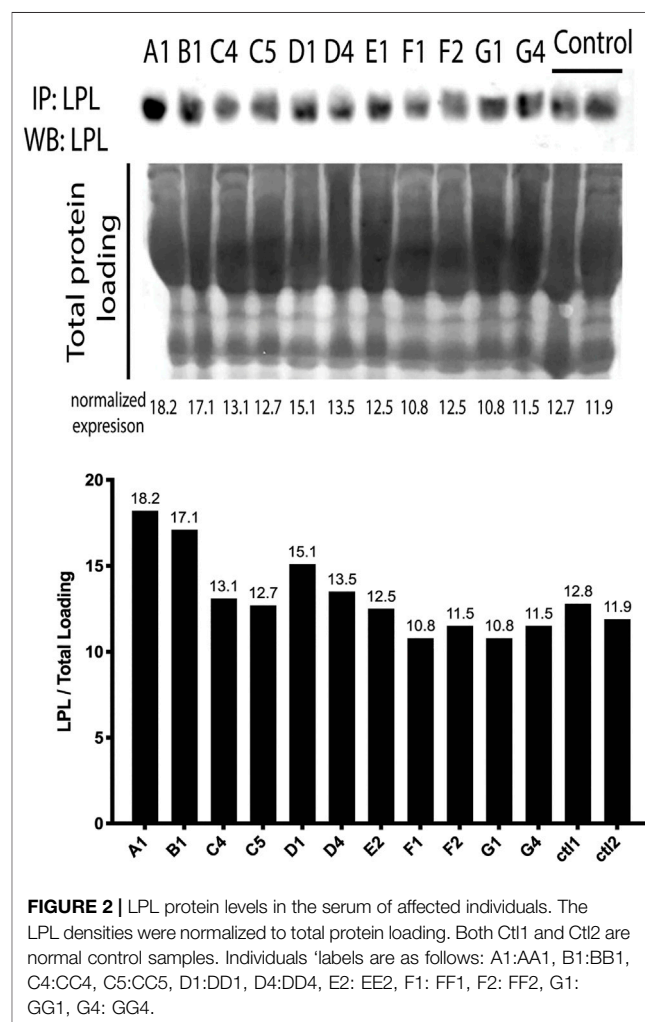 A1 B1 C4 C5 D1 D4 E1 F1 F2 G1 G4 Control
IP: LPL
WB: LPL
Total protein
loading
normalized 18.2 17.1 13.1 12.7 15.1 13.5 12.5 10.8 12.5 10.8 11.5 12.7 11.9
expresison
20
15
10
5
0
LPL / Total Loading
18.2
17.1
13.1
12.7
15.1
13.5
12.5
10.8
11.5
10.8
11.5
12.8
11.9
A1
B1
C4
C5
D1
D4
E2
F1
F2
G1
G4
ctl1
ctl2
FIGURE 2 | LPL protein levels in the serum of affected individuals. The
LPL densities were normalized to total protein loading. Both Ctl1 and Ctl2 are
normal control samples. Individuals ‘labels are as follows: A1:AA1, B1:BB1,
C4:CC4, C5:CC5, D1:DD1, D4:DD4, E2: EE2, F1: FF1, F2: FF2, G1:
GG1, G4: GG4.